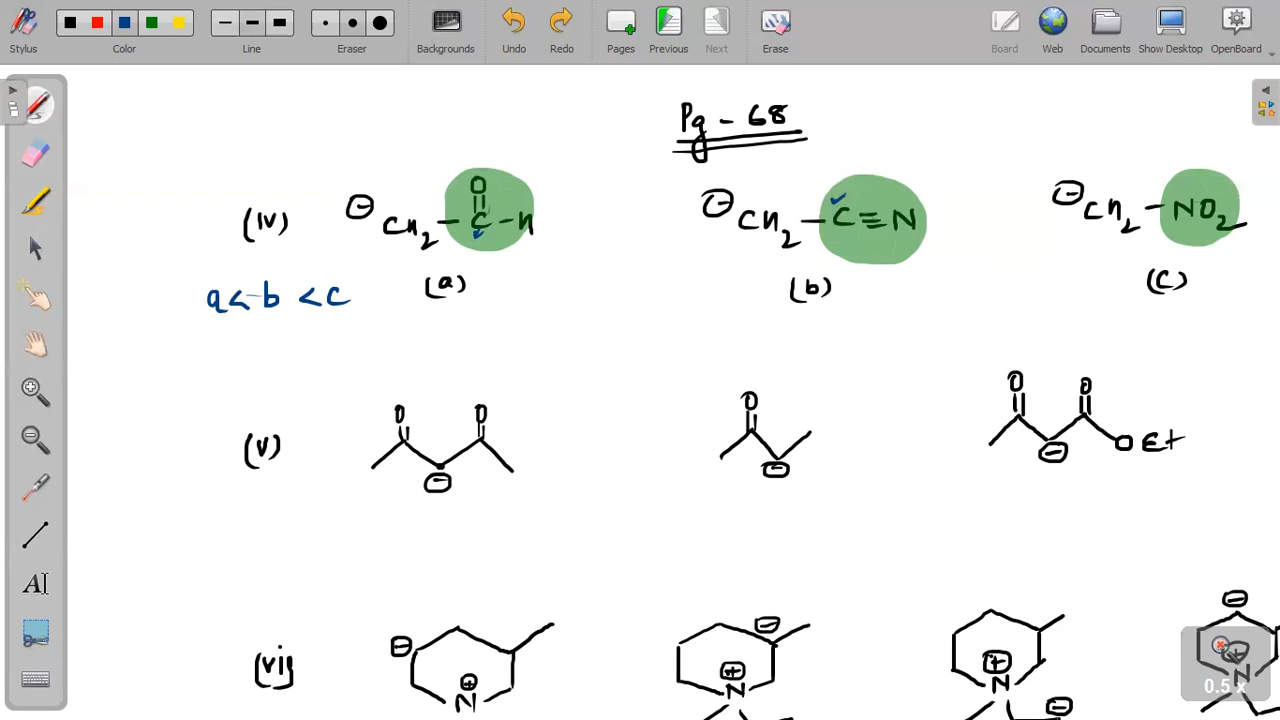 Stylus Color Line Eraser Backgrounds Undo Redo Pages Previous Next Erase Board Web Documents Show Desktop OpenBoard
Pg - 68
(iv) ⊖CH2 - C(=O) - H ⊖CH2 - C≡N ⊖CH2 - NO2
(a) (b) (c)
a < b < c
(v) O O ⊖ O ⊖ O O ⊖ OEt
(vi) ⊖ N⊕ ⊖ N⊕ N⊕ ⊖ ⊖ N⊕
0.5 x